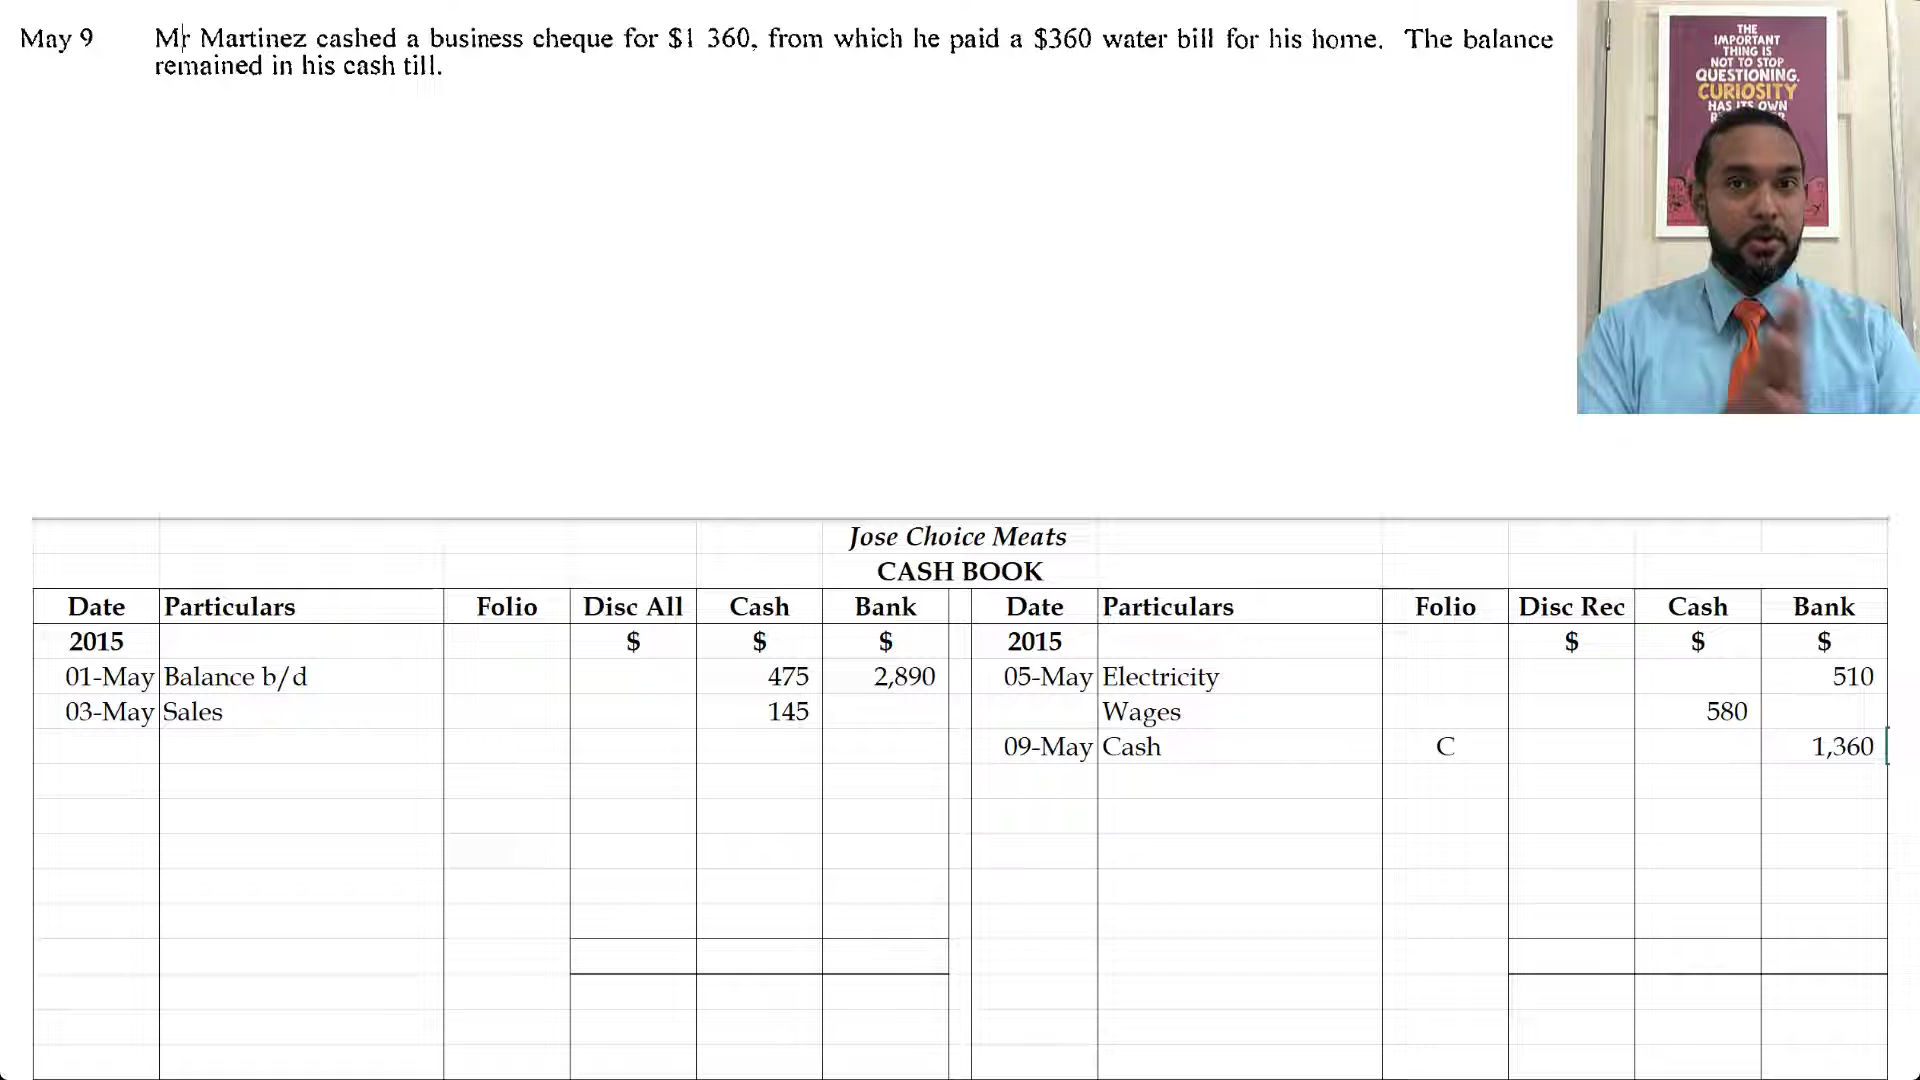 May 9 Mr Martinez cashed a business cheque for $1 360, from which he paid a $360 water bill for his home. The balance
remained in his cash till.
THE
IMPORTANT
THING IS
NOT TO STOP
QUESTIONING.
CURIOSITY
HAS ITS OWN
Jose Choice Meats
CASH BOOK
Date Particulars Folio Disc All Cash Bank Date Particulars Folio Disc Rec Cash Bank
2015 $ $ $ 2015 $ $ $
01-May Balance b/d 475 2,890 05-May Electricity 510
03-May Sales 145 Wages 580
09-May Cash C 1,360